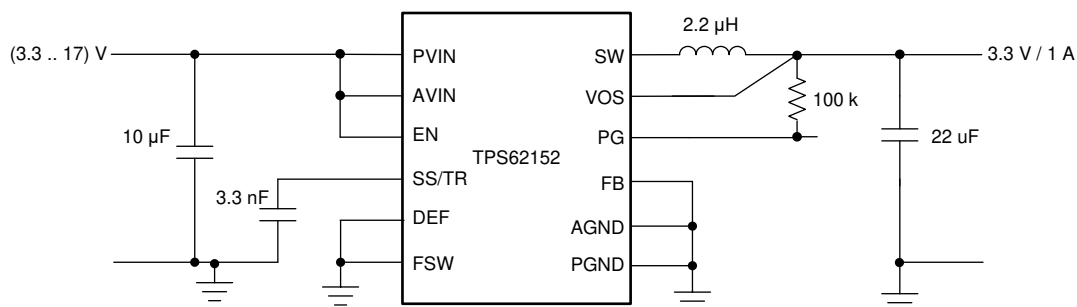 2.2 µH
(3.3 .. 17) V
PVIN
SW
3.3 V / 1 A
AVIN
VOS
100 k
10 µF
EN
PG
22 uF
TPS62152
3.3 nF
SS/TR
FB
DEF
AGND
FSW
PGND